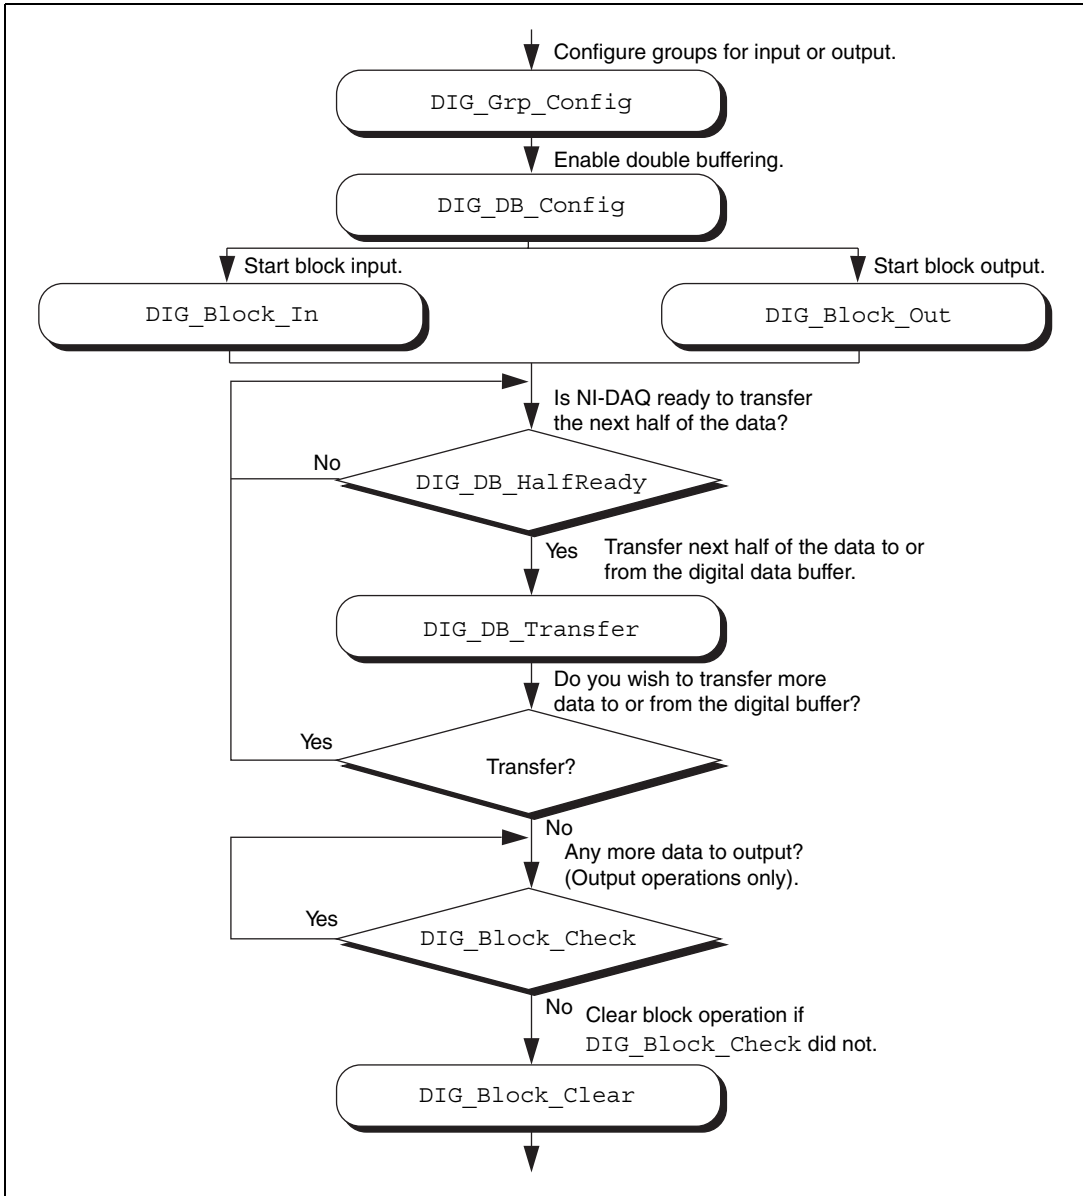 Configure groups for input or output.
DIG_Grp_Config
Enable double buffering.
DIG_DB_Config
Start block input.
Start block output.
DIG_Block_In
DIG_Block_Out
Is NI-DAQ ready to transfer
the next half of the data?
No
DIG_DB_HalfReady
Yes
Transfer next half of the data to or
from the digital data buffer.
DIG_DB_Transfer
Do you wish to transfer more
data to or from the digital buffer?
Yes
Transfer?
No
Any more data to output?
(Output operations only).
Yes
DIG_Block_Check
No
Clear block operation if
DIG_Block_Check did not.
DIG_Block_Clear